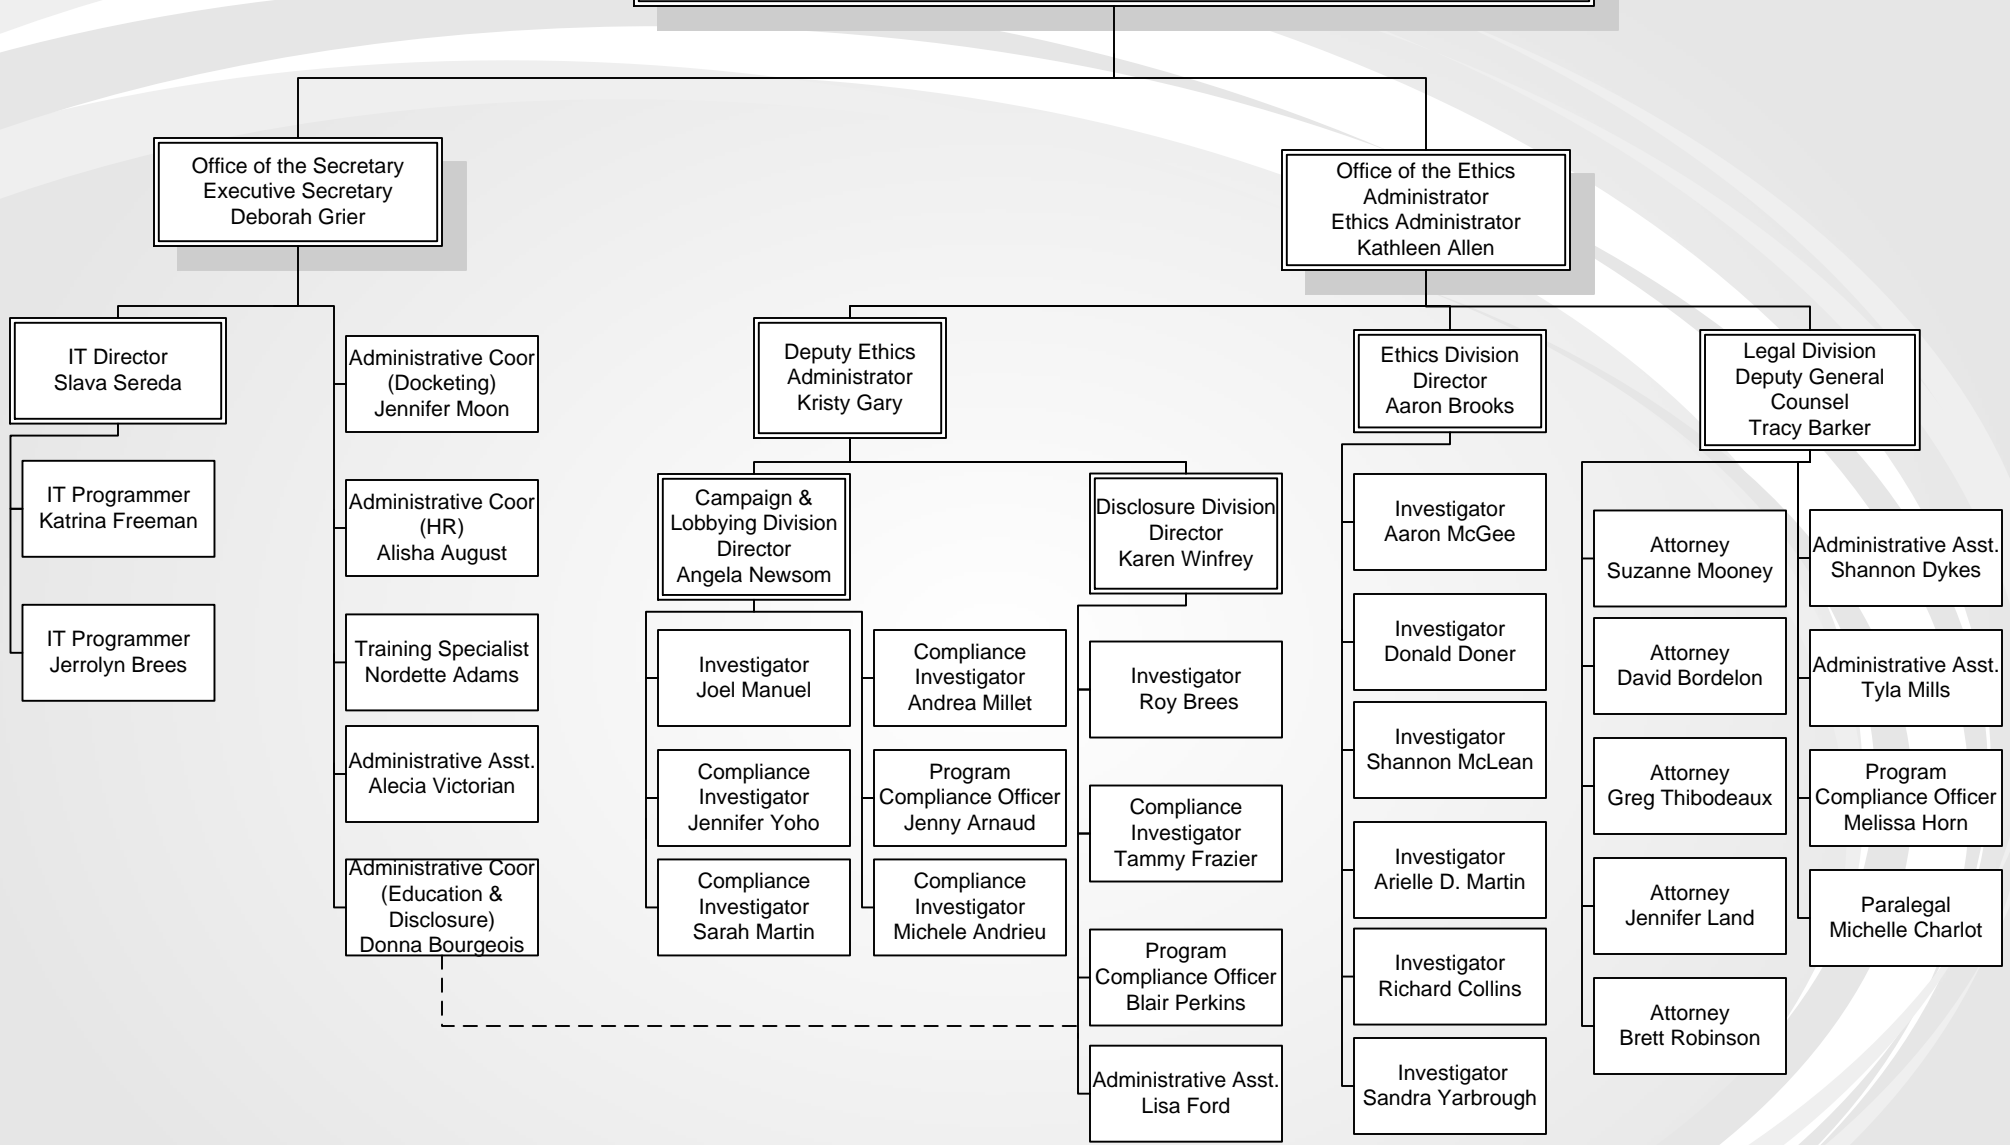 Office of the Secretary
Executive Secretary
Deborah Grier
Office of the Ethics
Administrator
Ethics Administrator
Kathleen Allen
IT Director
Slava Sereda
IT Programmer
Katrina Freeman
IT Programmer
Jerrolyn Brees
Administrative Coor
(Docketing)
Jennifer Moon
Administrative Coor
(HR)
Alisha August
Training Specialist
Nordette Adams
Administrative Asst.
Alecia Victorian
Administrative Coor
(Education &
Disclosure)
Donna Bourgeois
Deputy Ethics
Administrator
Kristy Gary
Campaign &
Lobbying Division
Director
Angela Newsom
Investigator
Joel Manuel
Compliance
Investigator
Jennifer Yoho
Compliance
Investigator
Sarah Martin
Compliance
Investigator
Andrea Millet
Program
Compliance Officer
Jenny Arnaud
Compliance
Investigator
Michele Andrieu
Disclosure Division
Director
Karen Winfrey
Investigator
Roy Brees
Compliance
Investigator
Tammy Frazier
Program
Compliance Officer
Blair Perkins
Administrative Asst.
Lisa Ford
Ethics Division
Director
Aaron Brooks
Investigator
Aaron McGee
Investigator
Donald Doner
Investigator
Shannon McLean
Investigator
Arielle D. Martin
Investigator
Richard Collins
Investigator
Sandra Yarbrough
Legal Division
Deputy General
Counsel
Tracy Barker
Attorney
Suzanne Mooney
Attorney
David Bordelon
Attorney
Greg Thibodeaux
Attorney
Jennifer Land
Attorney
Brett Robinson
Administrative Asst.
Shannon Dykes
Administrative Asst.
Tyla Mills
Program
Compliance Officer
Melissa Horn
Paralegal
Michelle Charlot